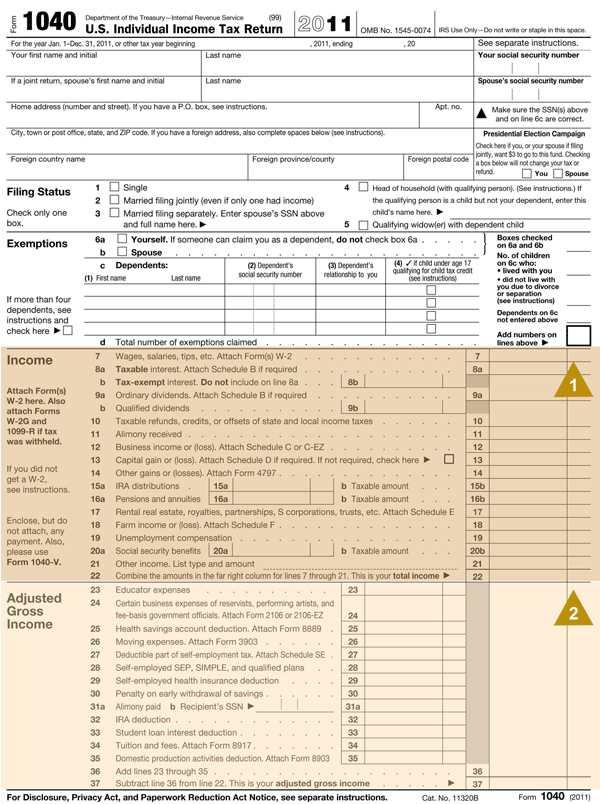 Form 1040 Department of the Treasury—Internal Revenue Service (99)
U.S. Individual Income Tax Return 2011 OMB No. 1545-0074 IRS Use Only—Do not write or staple in this space.
For the year Jan. 1–Dec. 31, 2011, or other tax year beginning , 2011, ending , 20 See separate instructions.
Your first name and initial Last name Your social security number
If a joint return, spouse's first name and initial Last name Spouse's social security number
Home address (number and street). If you have a P.O. box, see instructions. Apt. no.
▲ Make sure the SSN(s) above
and on line 6c are correct.
City, town or post office, state, and ZIP code. If you have a foreign address, also complete spaces below (see instructions).
Foreign country name Foreign province/county Foreign postal code
Presidential Election Campaign
Check here if you, or your spouse if filing
jointly, want $3 to go to this fund. Checking
a box below will not change your tax or
refund. You Spouse
Filing Status
Check only one
box.
1 Single
2 Married filing jointly (even if only one had income)
3 Married filing separately. Enter spouse's SSN above
and full name here. ▶
4 Head of household (with qualifying person). (See instructions.) If
the qualifying person is a child but not your dependent, enter this
child's name here. ▶
5 Qualifying widow(er) with dependent child
Exemptions
6a Yourself. If someone can claim you as a dependent, do not check box 6a . . . . .
b Spouse . . . . . . . . . . . . . . . . . . . .
c Dependents:
(1) First name Last name
(2) Dependent's
social security number
(3) Dependent's
relationship to you
(4) ✓ if child under age 17
qualifying for child tax credit
(see instructions)
If more than four
dependents, see
instructions and
check here ▶
d Total number of exemptions claimed . . . . . . . . . . . . . . . .
Boxes checked
on 6a and 6b
No. of children
on 6c who:
• lived with you
• did not live with
you due to divorce
or separation
(see instructions)
Dependents on 6c
not entered above
Add numbers on
lines above ▶
Income
Attach Form(s)
W-2 here. Also
attach Forms
W-2G and
1099-R if tax
was withheld.
If you did not
get a W-2,
see instructions.
Enclose, but do
not attach, any
payment. Also,
please use
Form 1040-V.
7 Wages, salaries, tips, etc. Attach Form(s) W-2 . . . . . . . . . . . . 7
8a Taxable interest. Attach Schedule B if required . . . . . . . . . . . . 8a
b Tax-exempt interest. Do not include on line 8a . . . 8b
9a Ordinary dividends. Attach Schedule B if required . . . . . . . . . . . 9a
b Qualified dividends . . . . . . . . . . . 9b
10 Taxable refunds, credits, or offsets of state and local income taxes . . . . . . 10
11 Alimony received . . . . . . . . . . . . . . . . . . . . . 11
12 Business income or (loss). Attach Schedule C or C-EZ . . . . . . . . . . 12
13 Capital gain or (loss). Attach Schedule D if required. If not required, check here ▶ 13
14 Other gains or (losses). Attach Form 4797 . . . . . . . . . . . . . . 14
15a IRA distributions . 15a b Taxable amount . . . 15b
16a Pensions and annuities 16a b Taxable amount . . . 16b
17 Rental real estate, royalties, partnerships, S corporations, trusts, etc. Attach Schedule E 17
18 Farm income or (loss). Attach Schedule F . . . . . . . . . . . . . . 18
19 Unemployment compensation . . . . . . . . . . . . . . . . . 19
20a Social security benefits 20a b Taxable amount . . . 20b
21 Other income. List type and amount 21
22 Combine the amounts in the far right column for lines 7 through 21. This is your total income ▶ 22
1
Adjusted
Gross
Income
23 Educator expenses . . . . . . . . . . 23
24 Certain business expenses of reservists, performing artists, and
fee-basis government officials. Attach Form 2106 or 2106-EZ 24
25 Health savings account deduction. Attach Form 8889 . 25
26 Moving expenses. Attach Form 3903 . . . . . . 26
27 Deductible part of self-employment tax. Attach Schedule SE . 27
28 Self-employed SEP, SIMPLE, and qualified plans . . 28
29 Self-employed health insurance deduction . . . . 29
30 Penalty on early withdrawal of savings . . . . . . 30
31a Alimony paid b Recipient's SSN ▶ 31a
32 IRA deduction . . . . . . . . . . . . . 32
33 Student loan interest deduction . . . . . . . . 33
34 Tuition and fees. Attach Form 8917 . . . . . . . 34
35 Domestic production activities deduction. Attach Form 8903 35
36 Add lines 23 through 35 . . . . . . . . . . . . . . . . . . . 36
37 Subtract line 36 from line 22. This is your adjusted gross income . . . . . ▶ 37
2
For Disclosure, Privacy Act, and Paperwork Reduction Act Notice, see separate instructions. Cat. No. 11320B Form 1040 (2011)